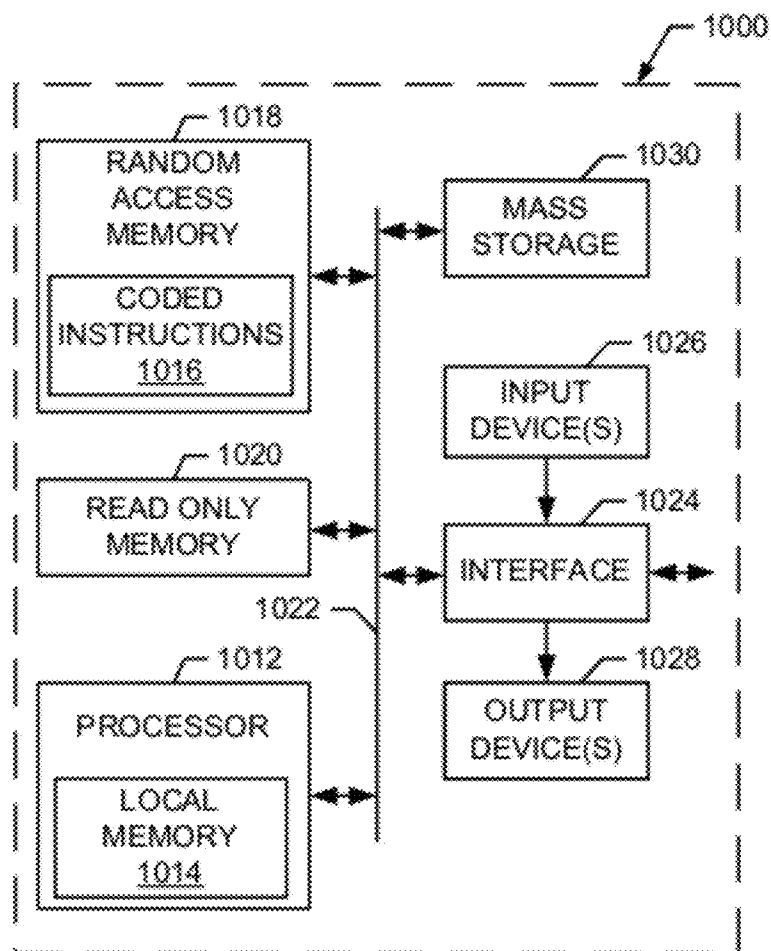 1000
1018
RANDOM
ACCESS
MEMORY
CODED
INSTRUCTIONS
1016
1030
MASS
STORAGE
1026
INPUT
DEVICE(S)
1020
READ ONLY
MEMORY
1024
INTERFACE
1022
1012
PROCESSOR
LOCAL
MEMORY
1014
1028
OUTPUT
DEVICE(S)